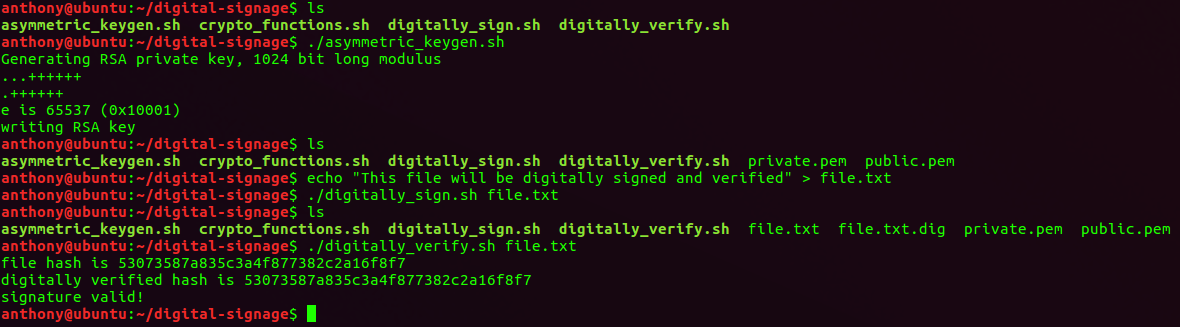 anthony@ubuntu:~/digital-signage$ ls
asymmetric_keygen.sh  crypto_functions.sh  digitally_sign.sh  digitally_verify.sh
anthony@ubuntu:~/digital-signage$ ./asymmetric_keygen.sh
Generating RSA private key, 1024 bit long modulus
...++++++
.++++++
e is 65537 (0x10001)
writing RSA key
anthony@ubuntu:~/digital-signage$ ls
asymmetric_keygen.sh  crypto_functions.sh  digitally_sign.sh  digitally_verify.sh  private.pem  public.pem
anthony@ubuntu:~/digital-signage$ echo "This file will be digitally signed and verified" > file.txt
anthony@ubuntu:~/digital-signage$ ./digitally_sign.sh file.txt
anthony@ubuntu:~/digital-signage$ ls
asymmetric_keygen.sh  crypto_functions.sh  digitally_sign.sh  digitally_verify.sh  file.txt  file.txt.dig  private.pem  public.pem
anthony@ubuntu:~/digital-signage$ ./digitally_verify.sh file.txt
file hash is 53073587a835c3a4f877382c2a16f8f7
digitally verified hash is 53073587a835c3a4f877382c2a16f8f7
signature valid!
anthony@ubuntu:~/digital-signage$